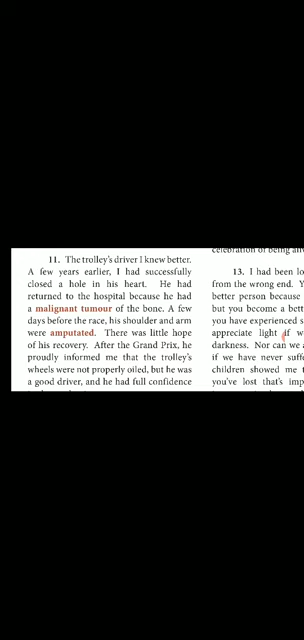 11. The trolley's driver I knew better.
A few years earlier, I had successfully
closed a hole in his heart. He had
returned to the hospital because he had
a malignant tumour of the bone. A few
days before the race, his shoulder and arm
were amputated. There was little hope
of his recovery. After the Grand Prix, he
proudly informed me that the trolley's
wheels were not properly oiled, but he was
a good driver, and he had full confidence
celebration of being
13. I had been lo
from the wrong end. Y
better person because
but you become a bett
you have experienced s
appreciate light if w
darkness. Nor can we a
if we have never suffe
children showed me t
you've lost that's imp